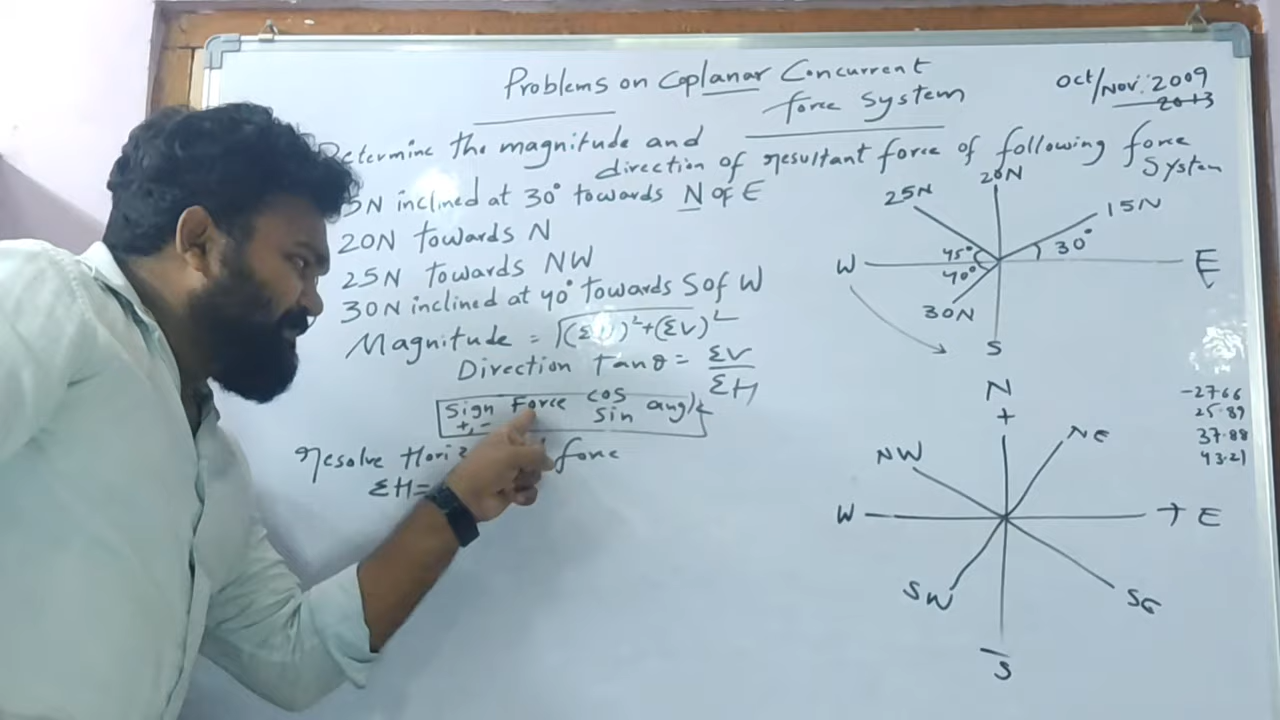 Problems on Coplanar Concurrent
force System
Oct/Nov. 2009
2013
Determine the magnitude and
direction of resultant force of following force
System
5N inclined at 30° towards N of E
20N towards N
25N towards NW
30N inclined at 40° towards S of W
Magnitude = √(Σ )²+(ΣV)²
Direction Tanθ = ΣV
ΣH
Sign Force cos angle
+,- sin
resolve Hori force
ΣH=
20N
25N
15N
45°
30°
W
E
40°
30N
S
N
+
-27.66
25.89
37.88
43.21
NE
NW
W
+ E
SW
SE
-
S